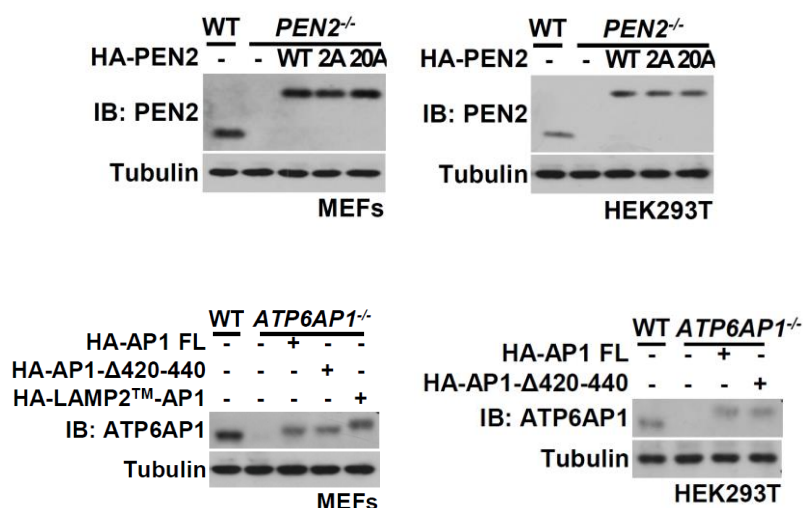 WT PEN2-/-
HA-PEN2 - - WT 2A 20A
IB: PEN2
Tubulin
MEFs
WT PEN2-/-
HA-PEN2 - - WT 2A 20A
IB: PEN2
Tubulin
HEK293T
WT ATP6AP1-/-
HA-AP1 FL - - + - -
HA-AP1-Δ420-440 - - - + -
HA-LAMP2TM-AP1 - - - - +
IB: ATP6AP1
Tubulin
MEFs
WT ATP6AP1-/-
HA-AP1 FL - - + -
HA-AP1-Δ420-440 - - - +
IB: ATP6AP1
Tubulin
HEK293T